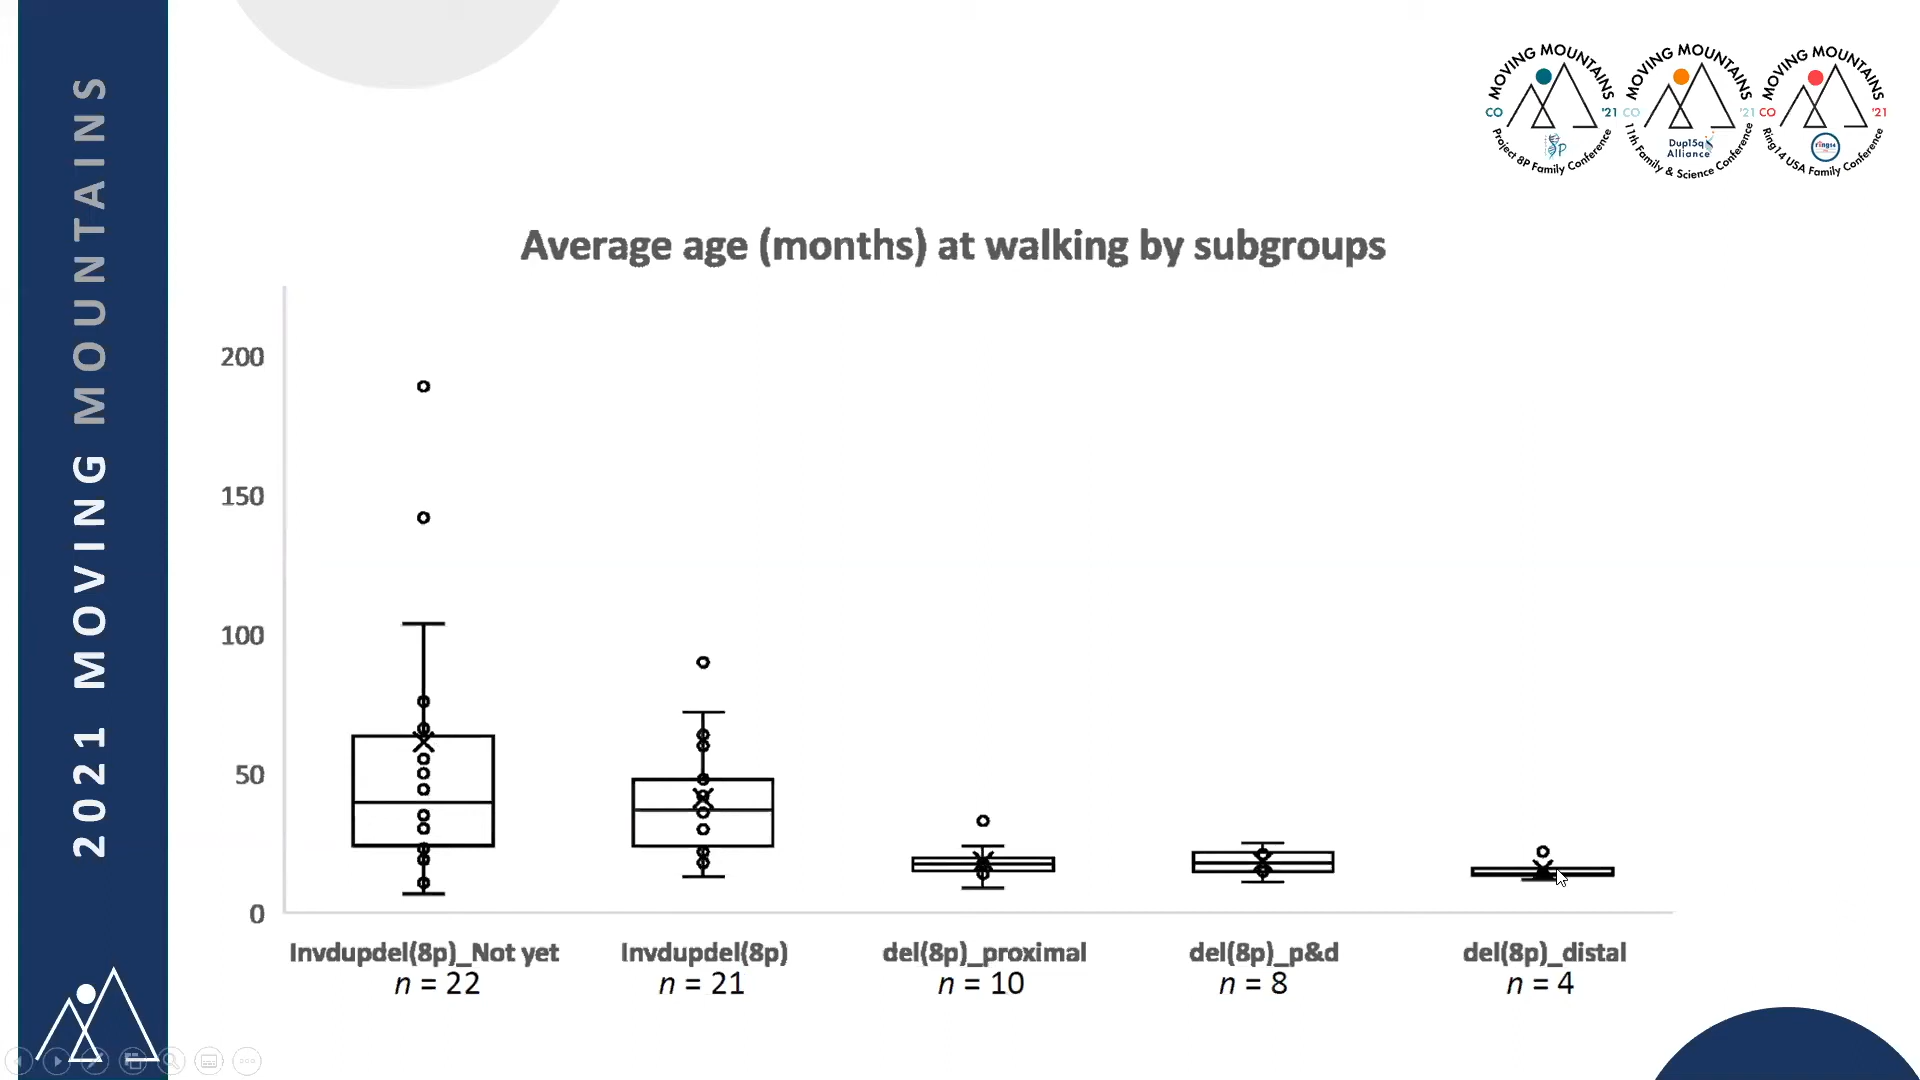 2021 MOVING MOUNTAINS
MOVING MOUNTAINS
CO '21
Project 8P Family Conference
MOVING MOUNTAINS
CO '21
Dup15q
Alliance
11th Family & Science Conference
MOVING MOUNTAINS
CO '21
ring14
Ring14 USA Family Conference
Average age (months) at walking by subgroups
200
150
100
50
0
Invdupdel(8p)_Not yet
n = 22
Invdupdel(8p)
n = 21
del(8p)_proximal
n = 10
del(8p)_p&d
n = 8
del(8p)_distal
n = 4